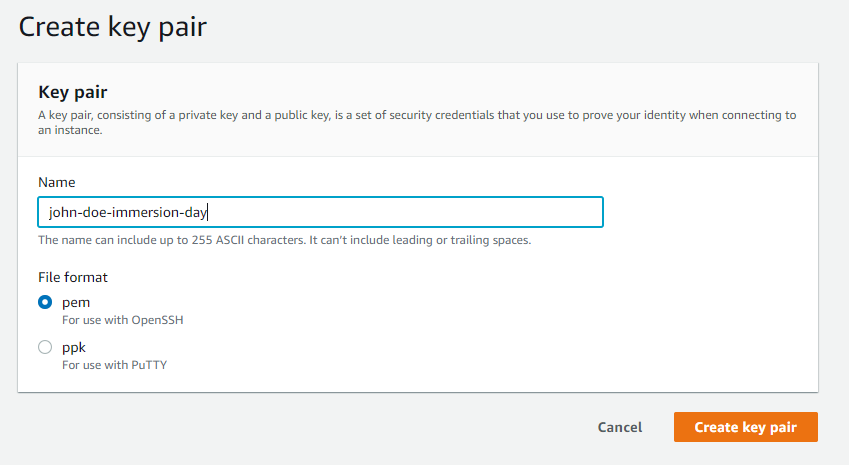 Create key pair
Key pair
A key pair, consisting of a private key and a public key, is a set of security credentials that you use to prove your identity when connecting to
an instance.
Name
john-doe-immersion-day
The name can include up to 255 ASCII characters. It can’t include leading or trailing spaces.
File format
pem
For use with OpenSSH
ppk
For use with PuTTY
Cancel
Create key pair